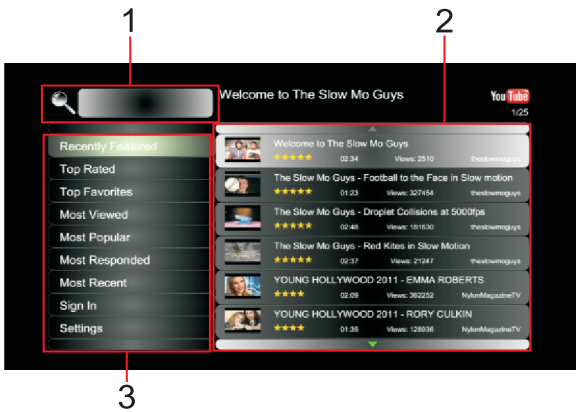 1
2
Welcome to The Slow Mo Guys
You Tube
1/25
Recently Featured
Top Rated
Top Favorites
Most Viewed
Most Popular
Most Responded
Most Recent
Sign In
Settings
Welcome to The Slow Mo Guys
02:34 Views: 2510 theslowmoguys
The Slow Mo Guys - Football to the Face in Slow motion
01:23 Views: 327454 theslowmoguys
The Slow Mo Guys - Droplet Collisions at 5000fps
02:48 Views: 181630 theslowmoguys
The Slow Mo Guys - Red Kites in Slow Motion
02:37 Views: 21247 theslowmoguys
YOUNG HOLLYWOOD 2011 - EMMA ROBERTS
02:09 Views: 362252 NylonMagazineTV
YOUNG HOLLYWOOD 2011 - RORY CULKIN
01:36 Views: 128936 NylonMagazineTV
3